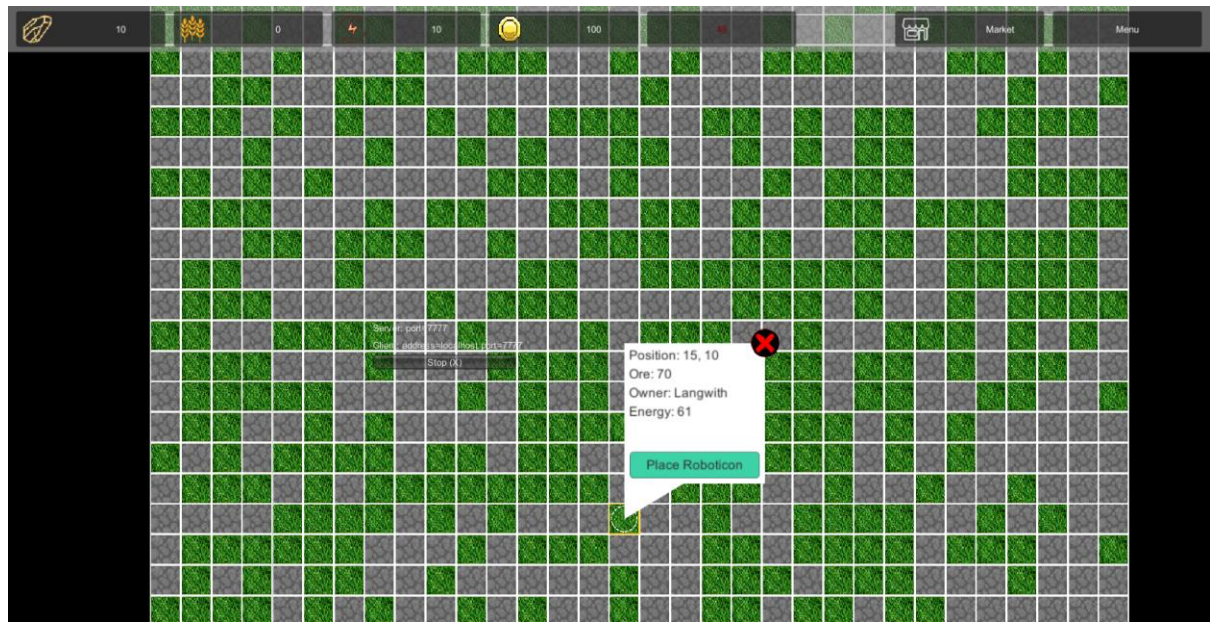 10
0
10
100
Market
Menu
Server: port=7777
Client: address=localhost port=7777
Stop (X)
Position: 15, 10
Ore: 70
Owner: Langwith
Energy: 61
Place Roboticon